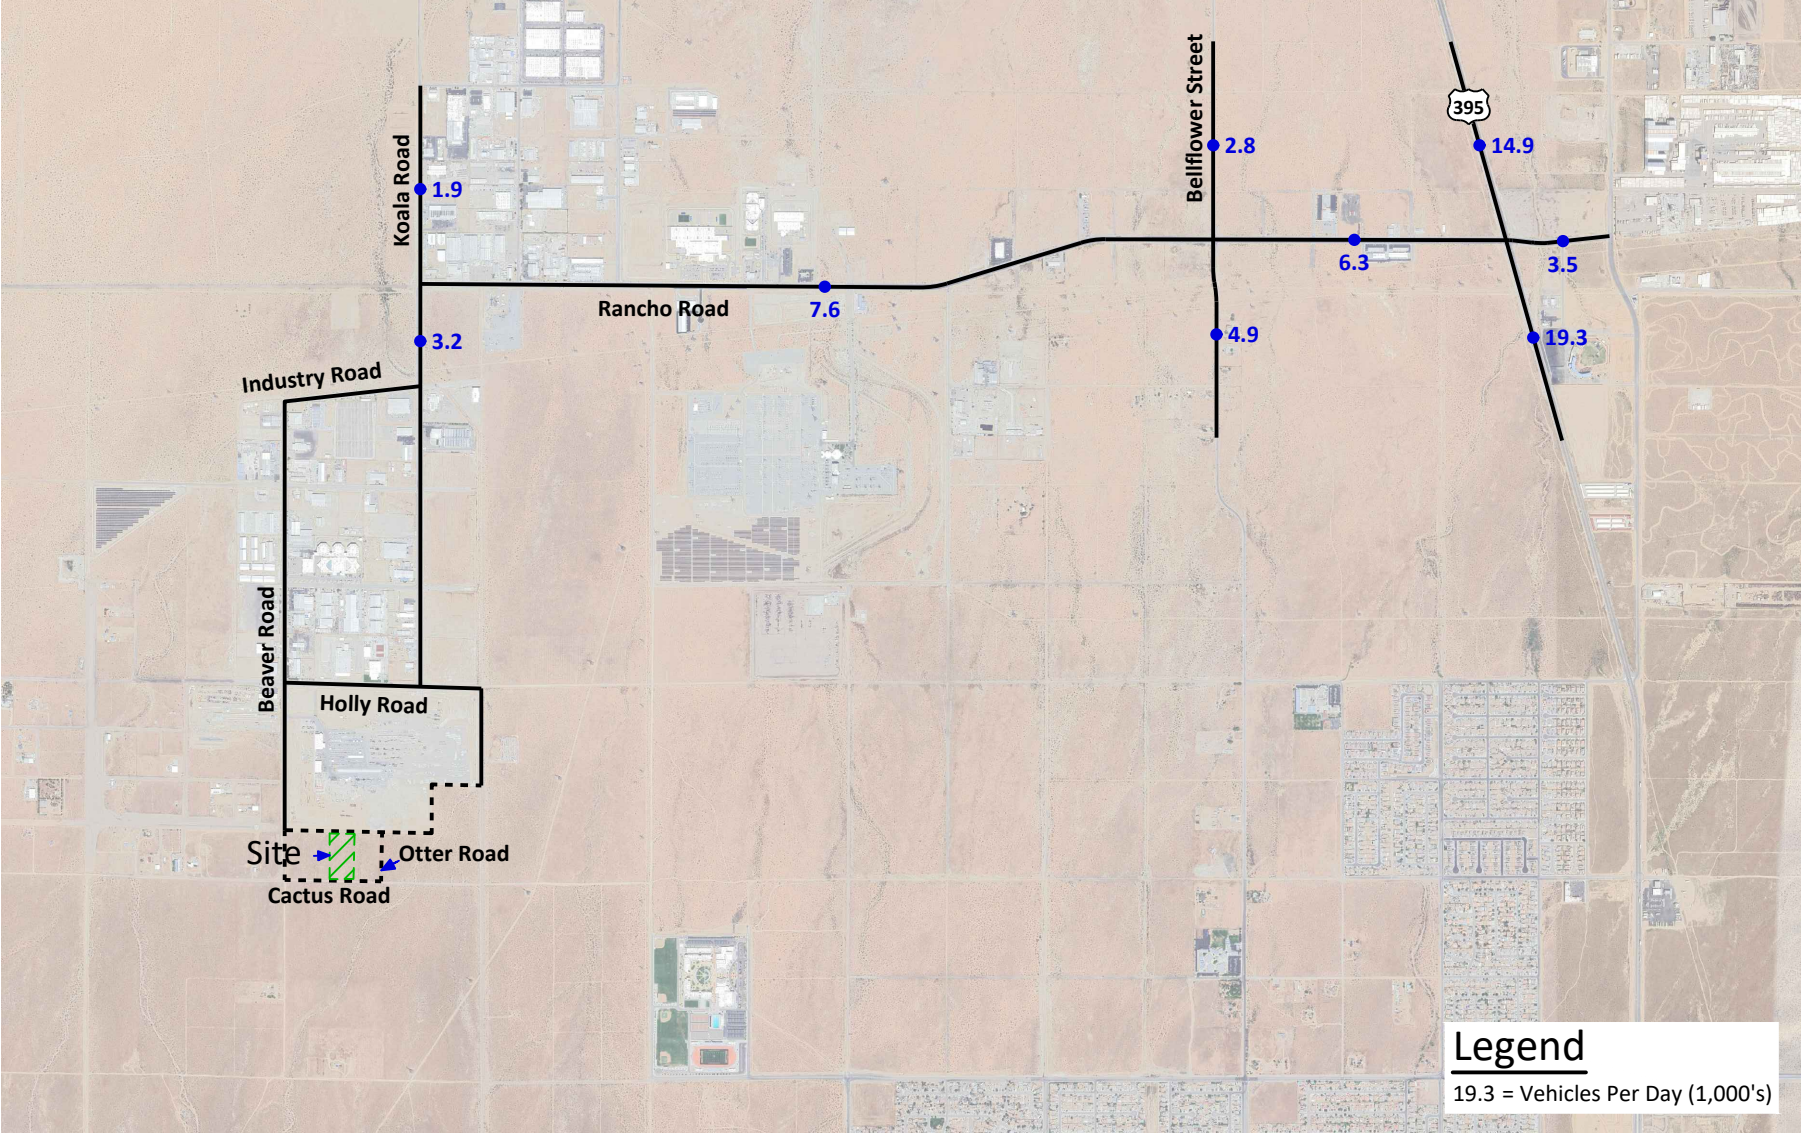 Bellflower Street
395
14.9
2.8
Koala Road
1.9
6.3
3.5
Rancho Road
7.6
3.2
4.9
19.3
Industry Road
Beaver Road
Holly Road
Site
Otter Road
Cactus Road
Legend
19.3 = Vehicles Per Day (1,000's)